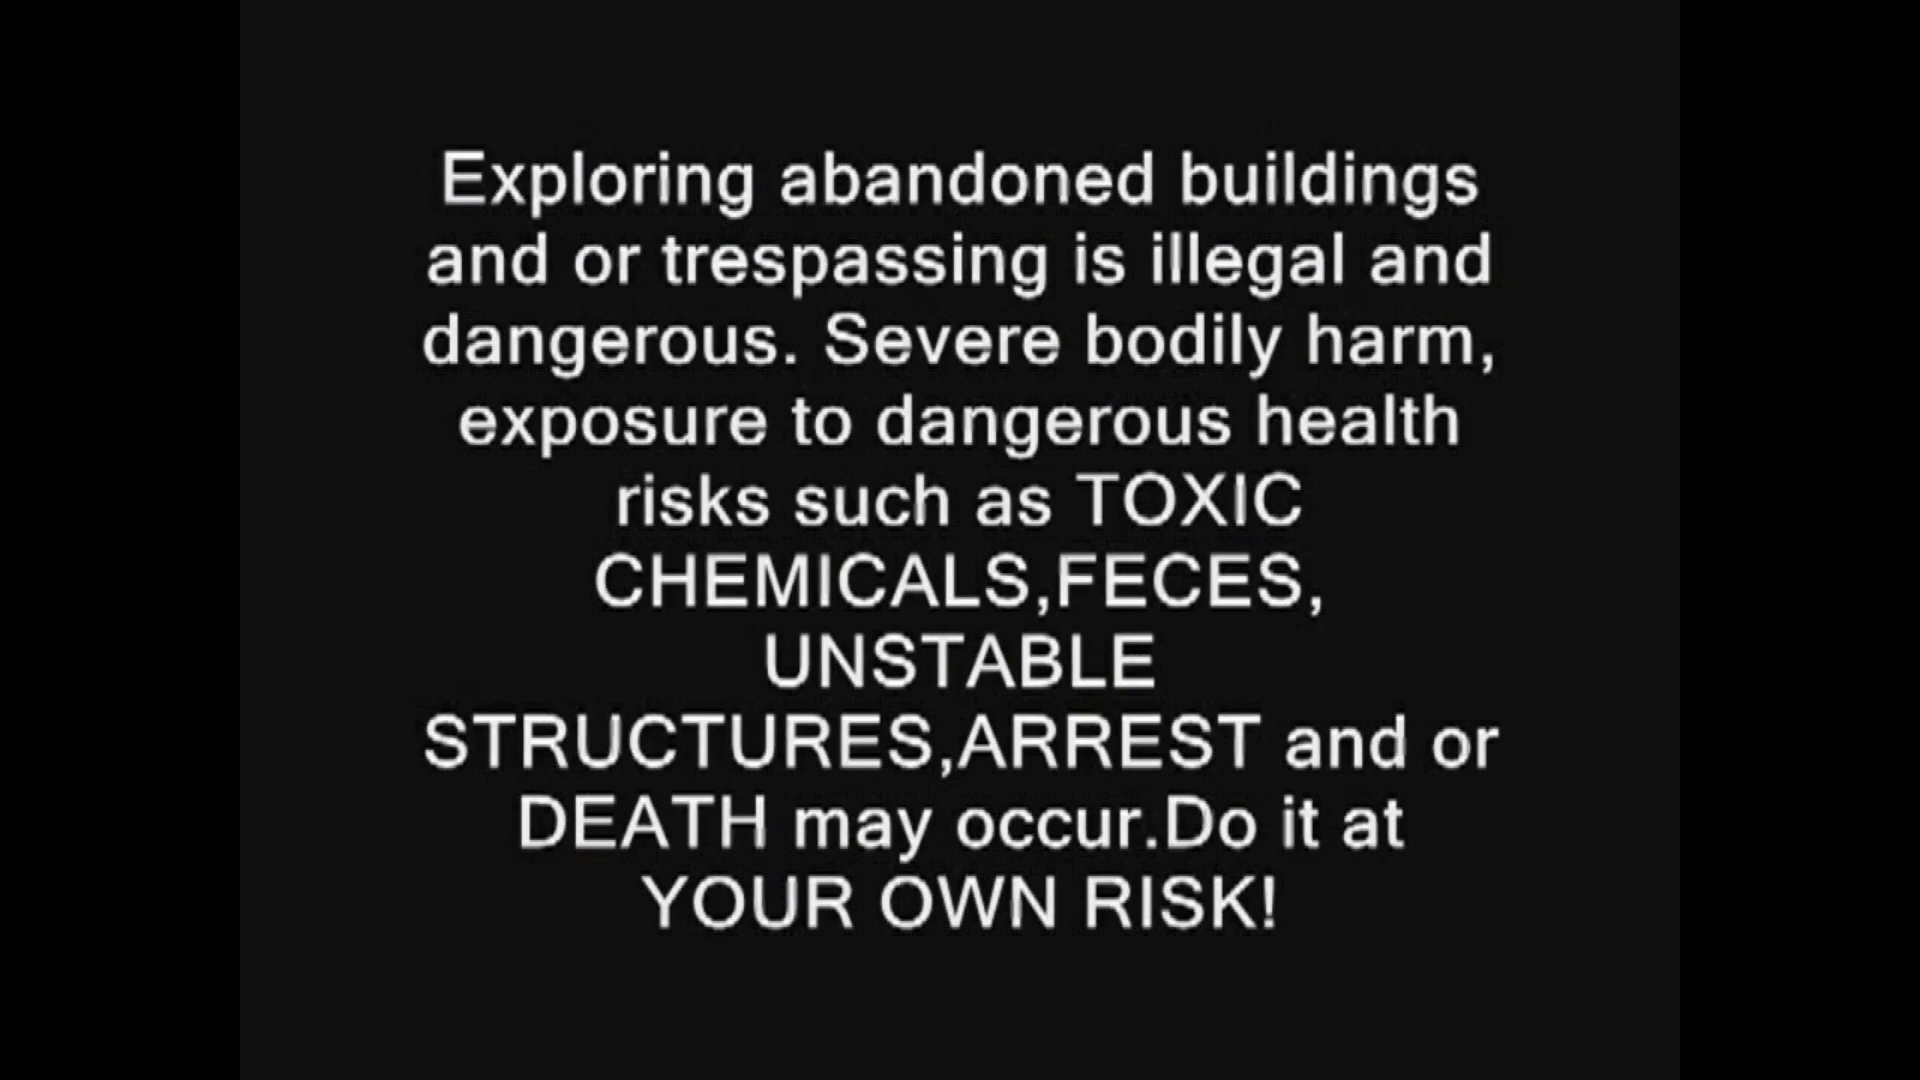 Exploring abandoned buildings
and or trespassing is illegal and
dangerous. Severe bodily harm,
exposure to dangerous health
risks such as TOXIC
CHEMICALS,FECES,
UNSTABLE
STRUCTURES,ARREST and or
DEATH may occur.Do it at
YOUR OWN RISK!